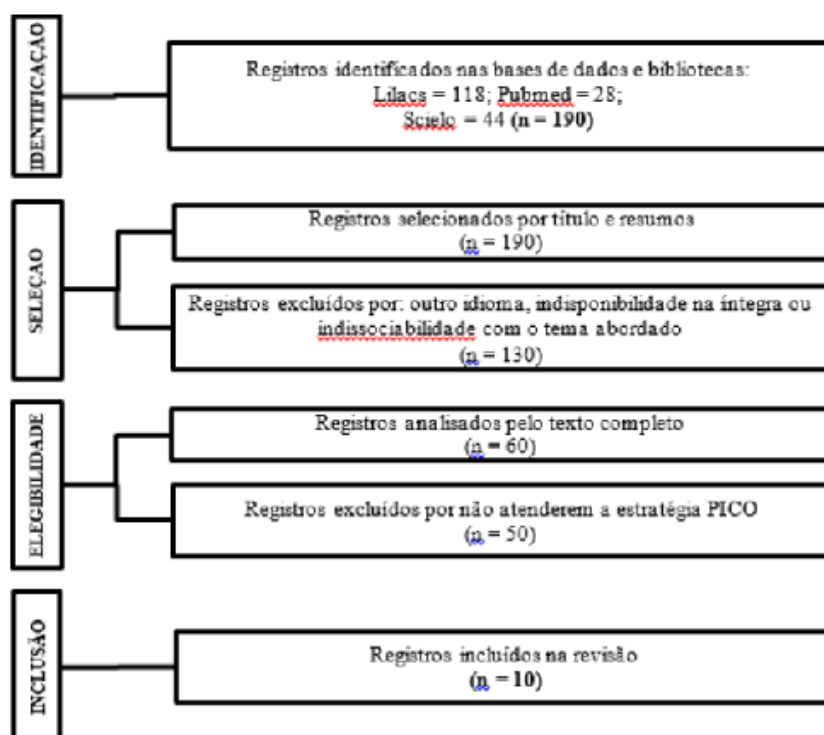 IDENTIFICAÇÃO
Registros identificados nas bases de dados e bibliotecas:
Lilacs = 118; Pubmed = 28;
Scielo = 44 (n = 190)
SELEÇAO
Registros selecionados por título e resumos
(n = 190)
Registros excluídos por: outro idioma, indisponibilidade na íntegra ou
indissociabilidade com o tema abordado
(n = 130)
ELEGIBILIDADE
Registros analisados pelo texto completo
(n = 60)
Registros excluídos por não atenderem a estratégia PICO
(n = 50)
INCLUSÃO
Registros incluídos na revisão
(n = 10)